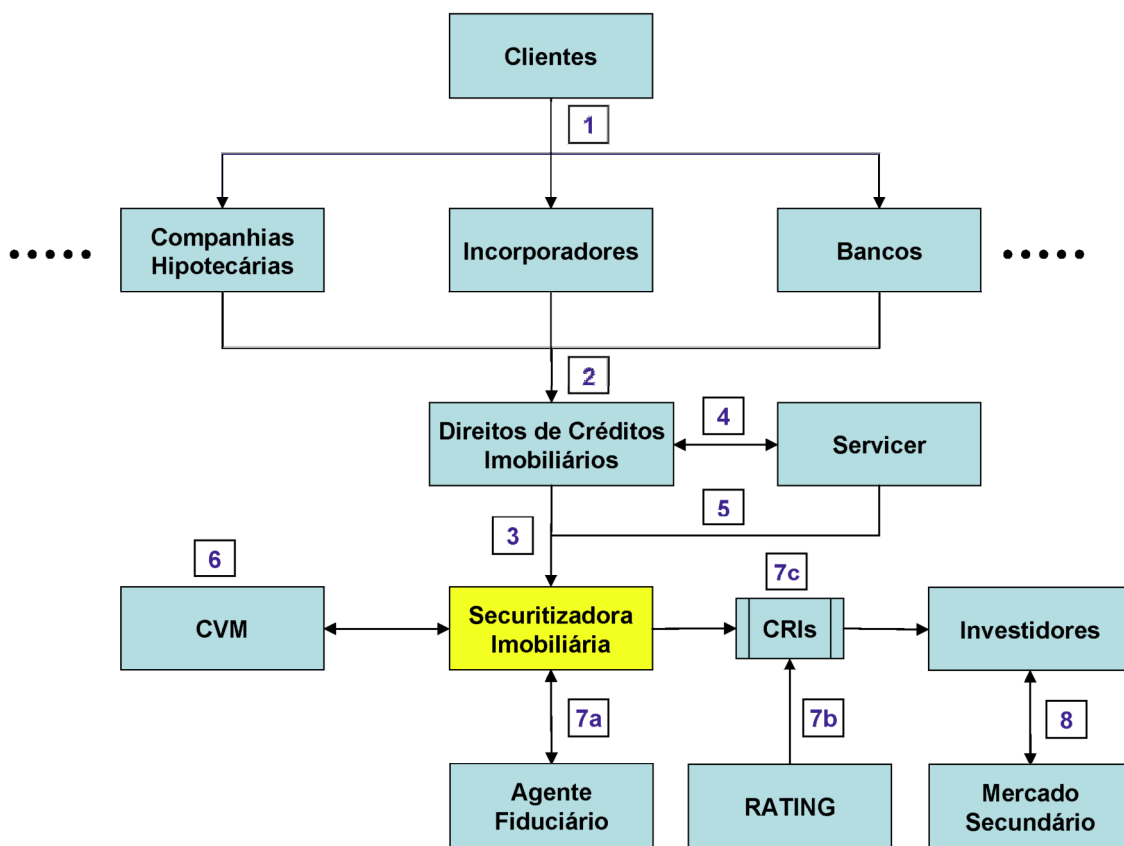 Clientes
1
Companhias
Hipotecárias
Incorporadores
Bancos
2
Direitos de Créditos
Imobiliários
4
Servicer
3
5
6
CVM
Securitizadora
Imobiliária
7c
CRIs
Investidores
7a
7b
8
Agente
Fiduciário
RATING
Mercado
Secundário